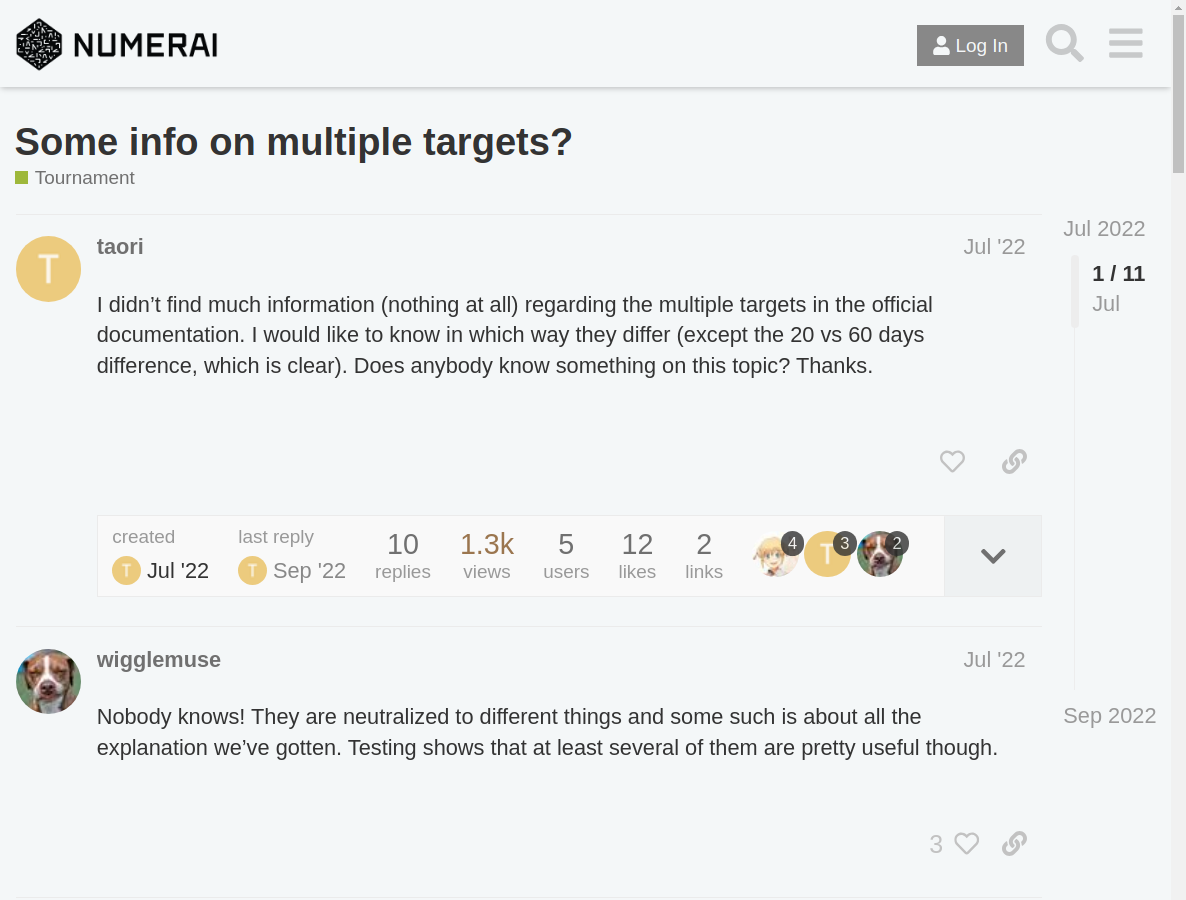 NUMERAI
Log In
Some info on multiple targets?
Tournament
T
taori
Jul '22
I didn’t find much information (nothing at all) regarding the multiple targets in the official
documentation. I would like to know in which way they differ (except the 20 vs 60 days
difference, which is clear). Does anybody know something on this topic? Thanks.
Jul 2022
1 / 11
Jul
Sep 2022
created
T Jul '22
last reply
T Sep '22
10
replies
1.3k
views
5
users
12
likes
2
links
4
T 3
2
wigglemuse
Jul '22
Nobody knows! They are neutralized to different things and some such is about all the
explanation we’ve gotten. Testing shows that at least several of them are pretty useful though.
3